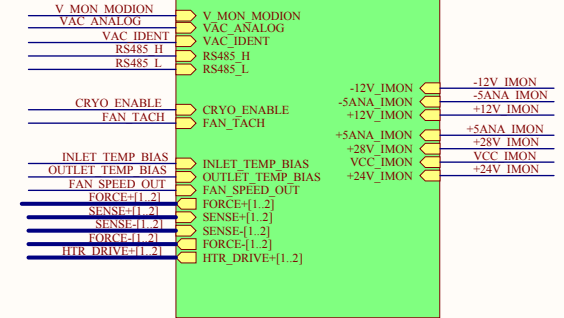 V_MON_MODION
V_MON_MODION
VAC_ANALOG
VAC_ANALOG
VAC_IDENT
VAC_IDENT
RS485_H
RS485_H
RS485_L
RS485_L
-12V_IMON
-12V_IMON
-5ANA_IMON
-5ANA_IMON
CRYO_ENABLE
CRYO_ENABLE
+12V_IMON
+12V_IMON
FAN_TACH
FAN_TACH
+5ANA_IMON
+5ANA_IMON
+28V_IMON
+28V_IMON
INLET_TEMP_BIAS
INLET_TEMP_BIAS
VCC_IMON
VCC_IMON
OUTLET_TEMP_BIAS
OUTLET_TEMP_BIAS
+24V_IMON
+24V_IMON
FAN_SPEED_OUT
FAN_SPEED_OUT
FORCE+[1..2]
FORCE+[1..2]
SENSE+[1..2]
SENSE+[1..2]
SENSE-[1..2]
SENSE-[1..2]
FORCE-[1..2]
FORCE-[1..2]
HTR_DRIVE+[1..2]
HTR_DRIVE+[1..2]